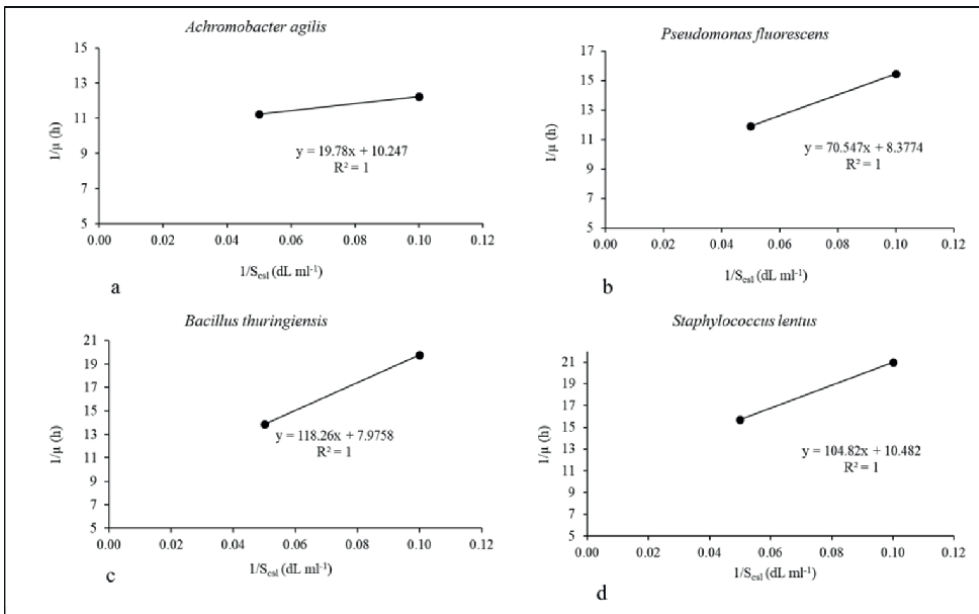 Achromobacter agilis
15
13
11
9
7
5
1/μ (h)
y = 19.78x + 10.247
R² = 1
0.00 0.02 0.04 0.06 0.08 0.10 0.12
1/Scsl (dL ml⁻¹)
a
Pseudomonas fluorescens
17
15
13
11
9
7
5
1/μ (h)
y = 70.547x + 8.3774
R² = 1
0.00 0.02 0.04 0.06 0.08 0.10 0.12
1/Scsl (dL ml⁻¹)
b
Bacillus thuringiensis
21
19
17
15
13
11
9
7
5
1/μ (h)
y = 118.26x + 7.9758
R² = 1
0.00 0.02 0.04 0.06 0.08 0.10 0.12
1/Scsl (dL ml⁻¹)
c
Staphylococcus lentus
21
19
17
15
13
11
9
7
5
1/μ (h)
y = 104.82x + 10.482
R² = 1
0.00 0.02 0.04 0.06 0.08 0.10 0.12
1/Scsl (dL ml⁻¹)
d